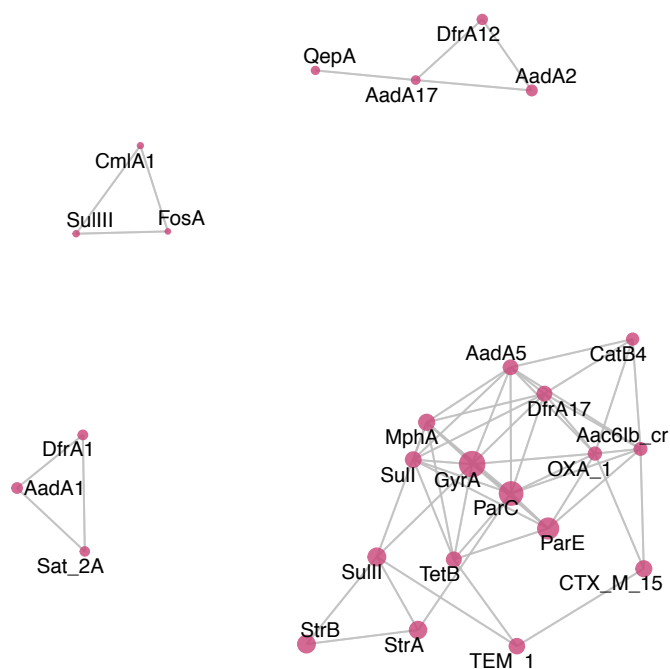 DfrA12
QepA
AadA2
AadA17
CmlA1
SulIII
FosA
AadA5
CatB4
DfrA17
DfrA1
MphA
Aac6Ib_cr
SulI
OXA_1
GyrA
AadA1
ParC
ParE
Sat_2A
SulII
TetB
CTX_M_15
StrB
StrA
TEM_1